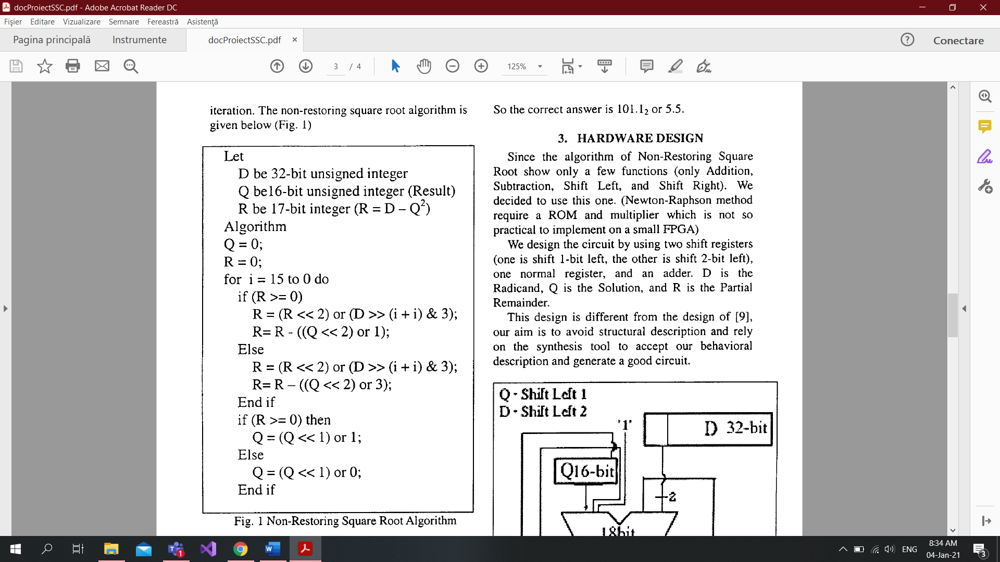 docProiectSSC.pdf - Adobe Acrobat Reader DC
Fișier Editare Vizualizare Semnare Fereastră Asistență
Pagina principală Instrumente docProiectSSC.pdf × Conectare
3 / 4 125%
iteration. The non-restoring square root algorithm is
given below (Fig. 1)
Let
D be 32-bit unsigned integer
Q be16-bit unsigned integer (Result)
R be 17-bit integer (R = D – Q²)
Algorithm
Q = 0;
R = 0;
for i = 15 to 0 do
if (R >= 0)
R = (R << 2) or (D >> (i + i) & 3);
R= R - ((Q << 2) or 1);
Else
R = (R << 2) or (D >> (i + i) & 3);
R= R – ((Q << 2) or 3);
End if
if (R >= 0) then
Q = (Q << 1) or 1;
Else
Q = (Q << 1) or 0;
End if
Fig. 1 Non-Restoring Square Root Algorithm
So the correct answer is 101.1₂ or 5.5.
3. HARDWARE DESIGN
Since the algorithm of Non-Restoring Square
Root show only a few functions (only Addition,
Subtraction, Shift Left, and Shift Right). We
decided to use this one. (Newton-Raphson method
require a ROM and multiplier which is not so
practical to implement on a small FPGA)
We design the circuit by using two shift registers
(one is shift 1-bit left, the other is shift 2-bit left),
one normal register, and an adder. D is the
Radicand, Q is the Solution, and R is the Partial
Remainder.
This design is different from the design of [9],
our aim is to avoid structural description and rely
on the synthesis tool to accept our behavioral
description and generate a good circuit.
Q - Shift Left 1
D - Shift Left 2
'1'
D 32-bit
Q16-bit
2
18bit
1
ENG
8:34 AM
04-Jan-21
3